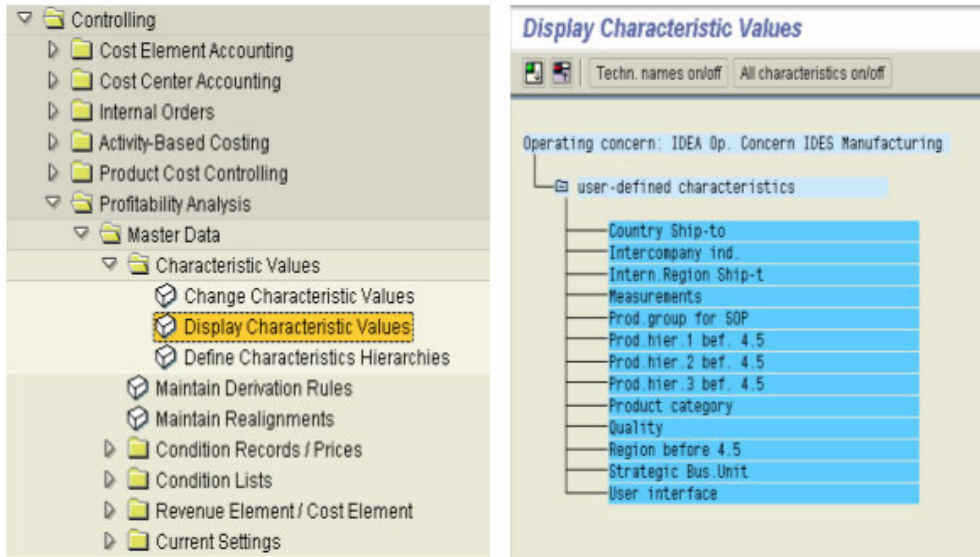 Controlling
Cost Element Accounting
Cost Center Accounting
Internal Orders
Activity-Based Costing
Product Cost Controlling
Profitability Analysis
Master Data
Characteristic Values
Change Characteristic Values
Display Characteristic Values
Define Characteristics Hierarchies
Maintain Derivation Rules
Maintain Realignments
Condition Records / Prices
Condition Lists
Revenue Element / Cost Element
Current Settings
Display Characteristic Values
Techn. names on/off All characteristics on/off
Operating concern: IDEA Op. Concern IDES Manufacturing
user-defined characteristics
Country Ship-to
Intercompany ind.
Intern.Region Ship-t
Measurements
Prod.group for SOP
Prod.hier.1 bef. 4.5
Prod.hier.2 bef. 4.5
Prod.hier.3 bef. 4.5
Product category
Quality
Region before 4.5
Strategic Bus.Unit
User interface